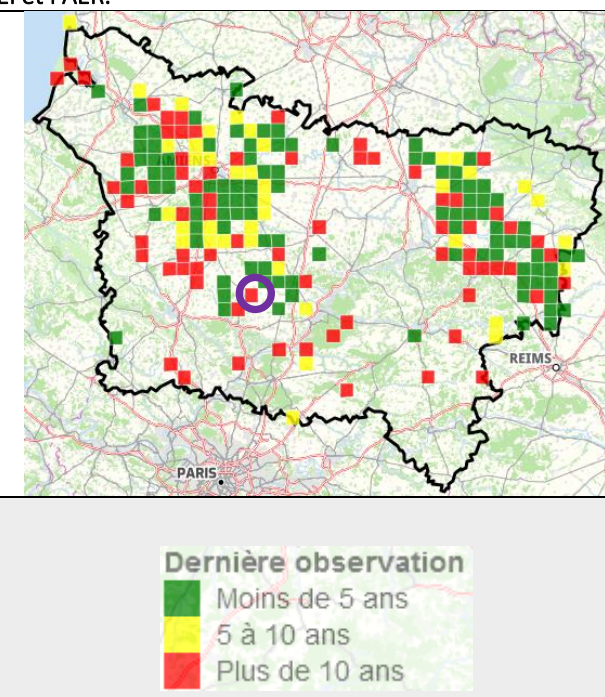 AMIENS
REIMS
PARIS
Dernière observation
Moins de 5 ans
5 à 10 ans
Plus de 10 ans